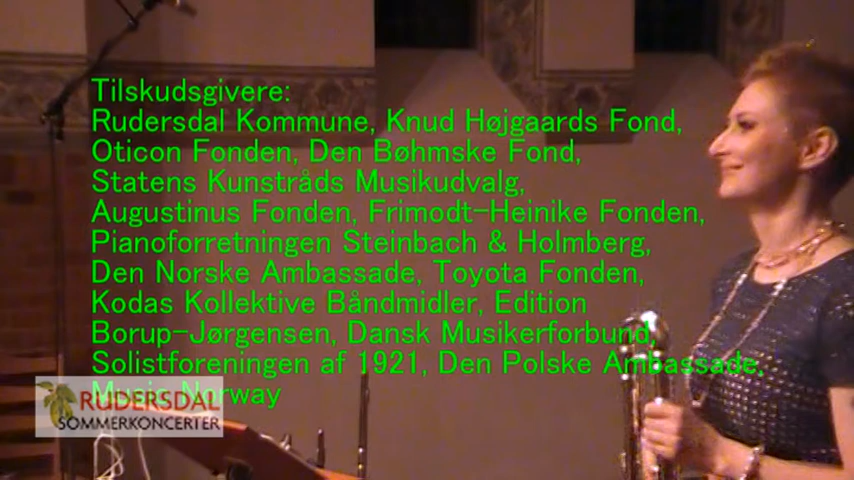 Tilskudsgivere:
Rudersdal Kommune, Knud Højgaards Fond,
Oticon Fonden, Den Bøhmske Fond,
Statens Kunstråds Musikudvalg,
Augustinus Fonden, Frimodt-Heinike Fonden,
Pianoforretningen Steinbach & Holmberg,
Den Norske Ambassade, Toyota Fonden,
Kodas Kollektive Båndmidler, Edition
Borup-Jørgensen, Dansk Musikerforbund,
Solistforeningen af 1921, Den Polske Ambassade,
Music Norway
RUDERSDAL
SOMMERKONCERTER